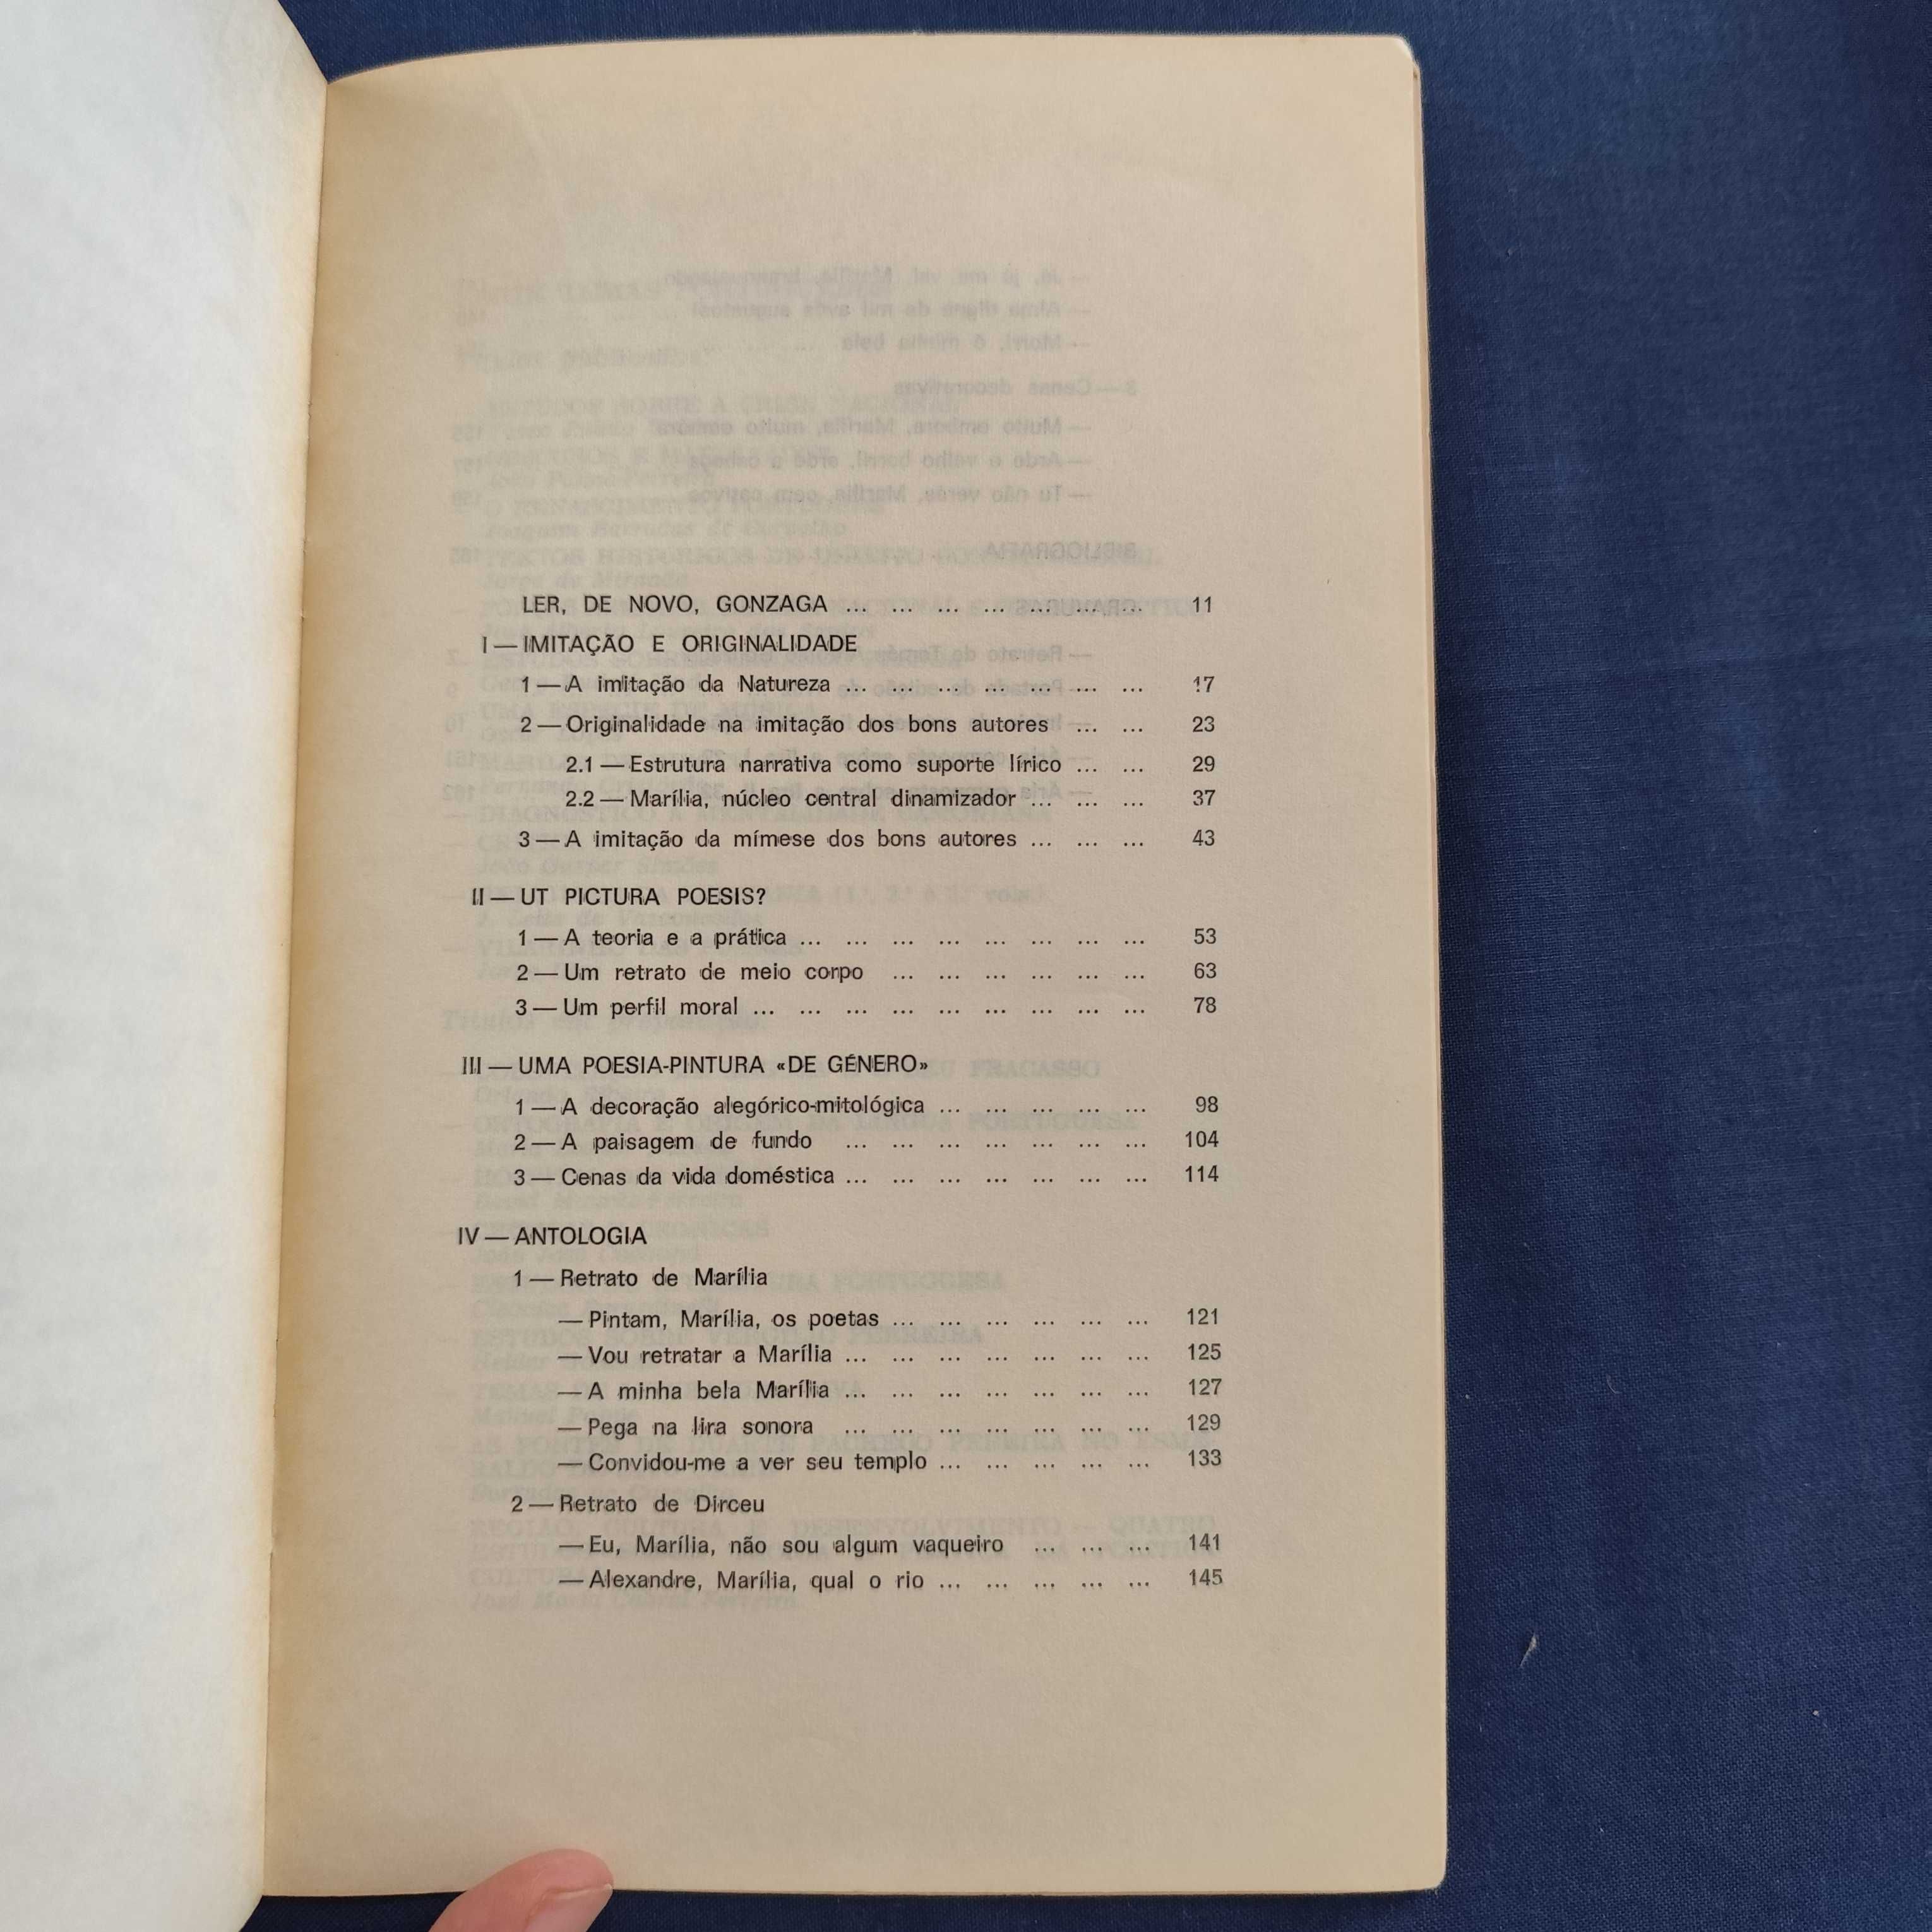 LER, DE NOVO, GONZAGA ... ... ... ... ... ... ... 11
I — IMITAÇÃO E ORIGINALIDADE
1 — A imitação da Natureza ... ... ... ... ... ... ... 17
2 — Originalidade na imitação dos bons autores ... ... 23
2.1 — Estrutura narrativa como suporte lírico ... ... 29
2.2 — Marília, núcleo central dinamizador ... ... ... 37
3 — A imitação da mímese dos bons autores ... ... ... 43
II — UT PICTURA POESIS?
1 — A teoria e a prática ... ... ... ... ... ... ... ... 53
2 — Um retrato de meio corpo ... ... ... ... ... ... 63
3 — Um perfil moral ... ... ... ... ... ... ... ... ... 78
III — UMA POESIA-PINTURA «DE GÉNERO»
1 — A decoração alegórico-mitológica ... ... ... ... ... 98
2 — A paisagem de fundo ... ... ... ... ... ... ... 104
3 — Cenas da vida doméstica ... ... ... ... ... ... ... 114
IV — ANTOLOGIA
1 — Retrato de Marília
— Pintam, Marília, os poetas ... ... ... ... ... ... 121
— Vou retratar a Marília ... ... ... ... ... ... ... 125
— A minha bela Marília ... ... ... ... ... ... ... 127
— Pega na lira sonora ... ... ... ... ... ... ... 129
— Convidou-me a ver seu templo ... ... ... ... ... 133
2 — Retrato de Dirceu
— Eu, Marília, não sou algum vaqueiro ... ... ... 141
— Alexandre, Marília, qual o rio ... ... ... ... ... 145